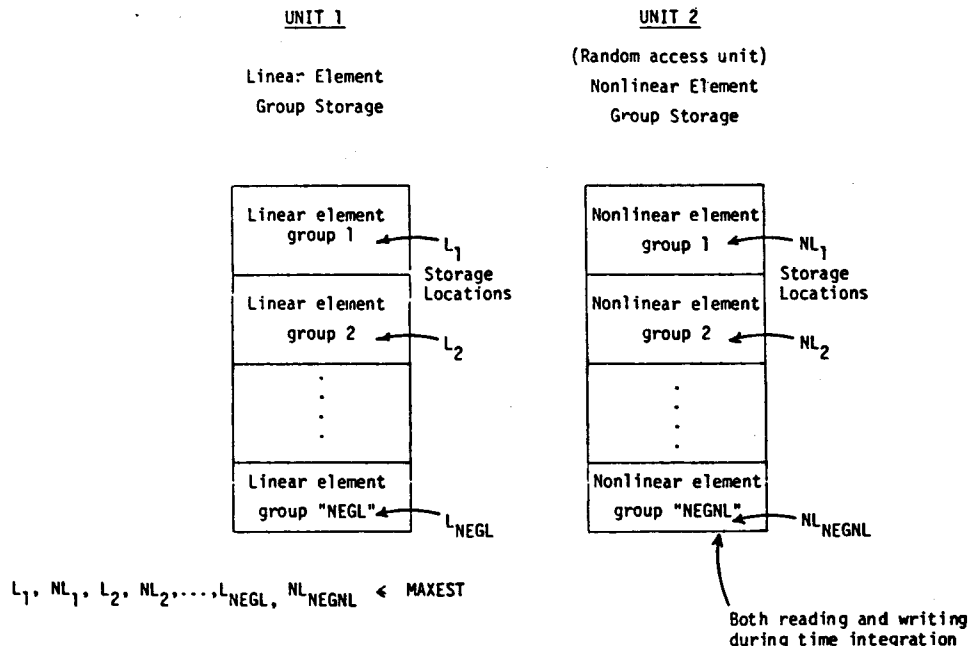 UNIT 1
Linear Element
Group Storage
Linear element
group 1
L1
Storage
Locations
Linear element
group 2
L2
Linear element
group "NEGL"
LNEGL
UNIT 2
(Random access unit)
Nonlinear Element
Group Storage
Nonlinear element
group 1
NL1
Storage
Locations
Nonlinear element
group 2
NL2
Nonlinear element
group "NEGNL"
NLNEGNL
L1, NL1, L2, NL2,...,LNEGL, NLNEGNL ≤ MAXEST
Both reading and writing
during time integration